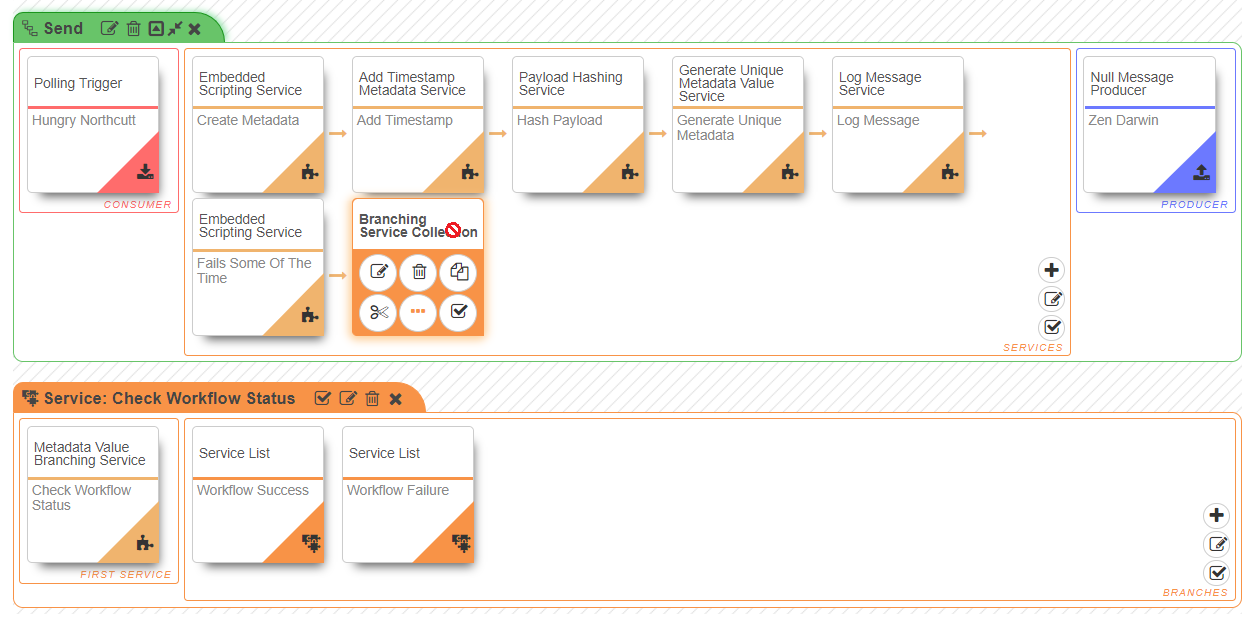 Send
Polling Trigger
Hungry Northcutt
CONSUMER
Embedded
Scripting Service
Create Metadata
Add Timestamp
Metadata Service
Add Timestamp
Payload Hashing
Service
Hash Payload
Generate Unique
Metadata Value
Service
Generate Unique
Metadata
Log Message
Service
Log Message
Null Message
Producer
Zen Darwin
PRODUCER
Embedded
Scripting Service
Fails Some Of The
Time
Branching
Service Collection
SERVICES
Service: Check Workflow Status
Metadata Value
Branching Service
Check Workflow
Status
FIRST SERVICE
Service List
Workflow Success
Service List
Workflow Failure
BRANCHES